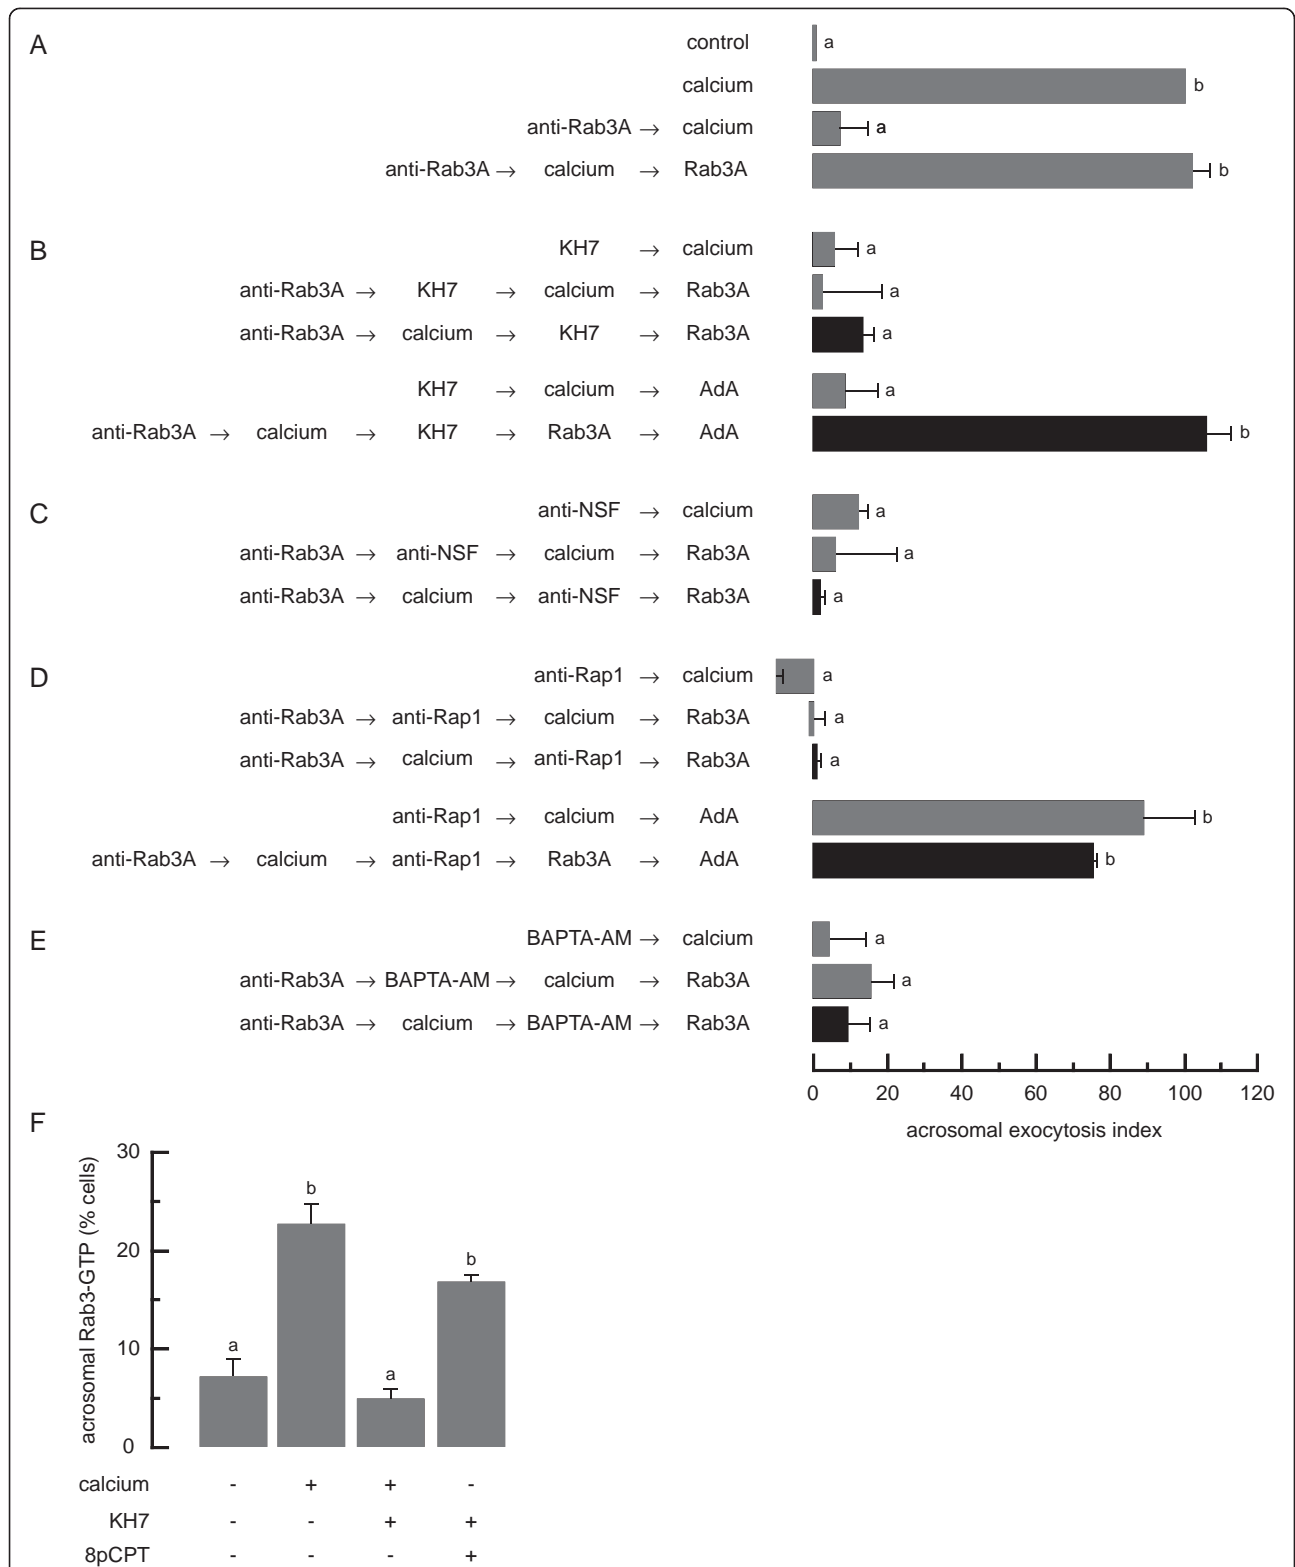 A
control a
calcium b
anti-Rab3A → calcium a
anti-Rab3A → calcium → Rab3A b
B
KH7 → calcium a
anti-Rab3A → KH7 → calcium → Rab3A a
anti-Rab3A → calcium → KH7 → Rab3A a
KH7 → calcium → AdA a
anti-Rab3A → calcium → KH7 → Rab3A → AdA b
C
anti-NSF → calcium a
anti-Rab3A → anti-NSF → calcium → Rab3A a
anti-Rab3A → calcium → anti-NSF → Rab3A a
D
anti-Rap1 → calcium a
anti-Rab3A → anti-Rap1 → calcium → Rab3A a
anti-Rab3A → calcium → anti-Rap1 → Rab3A a
anti-Rap1 → calcium → AdA b
anti-Rab3A → calcium → anti-Rap1 → Rab3A → AdA b
E
BAPTA-AM → calcium a
anti-Rab3A → BAPTA-AM → calcium → Rab3A a
anti-Rab3A → calcium → BAPTA-AM → Rab3A a
0 20 40 60 80 100 120
acrosomal exocytosis index
F
acrosomal Rab3-GTP (% cells)
30
20
10
0
a b a b
calcium - + + -
KH7 - - + +
8pCPT - - - +